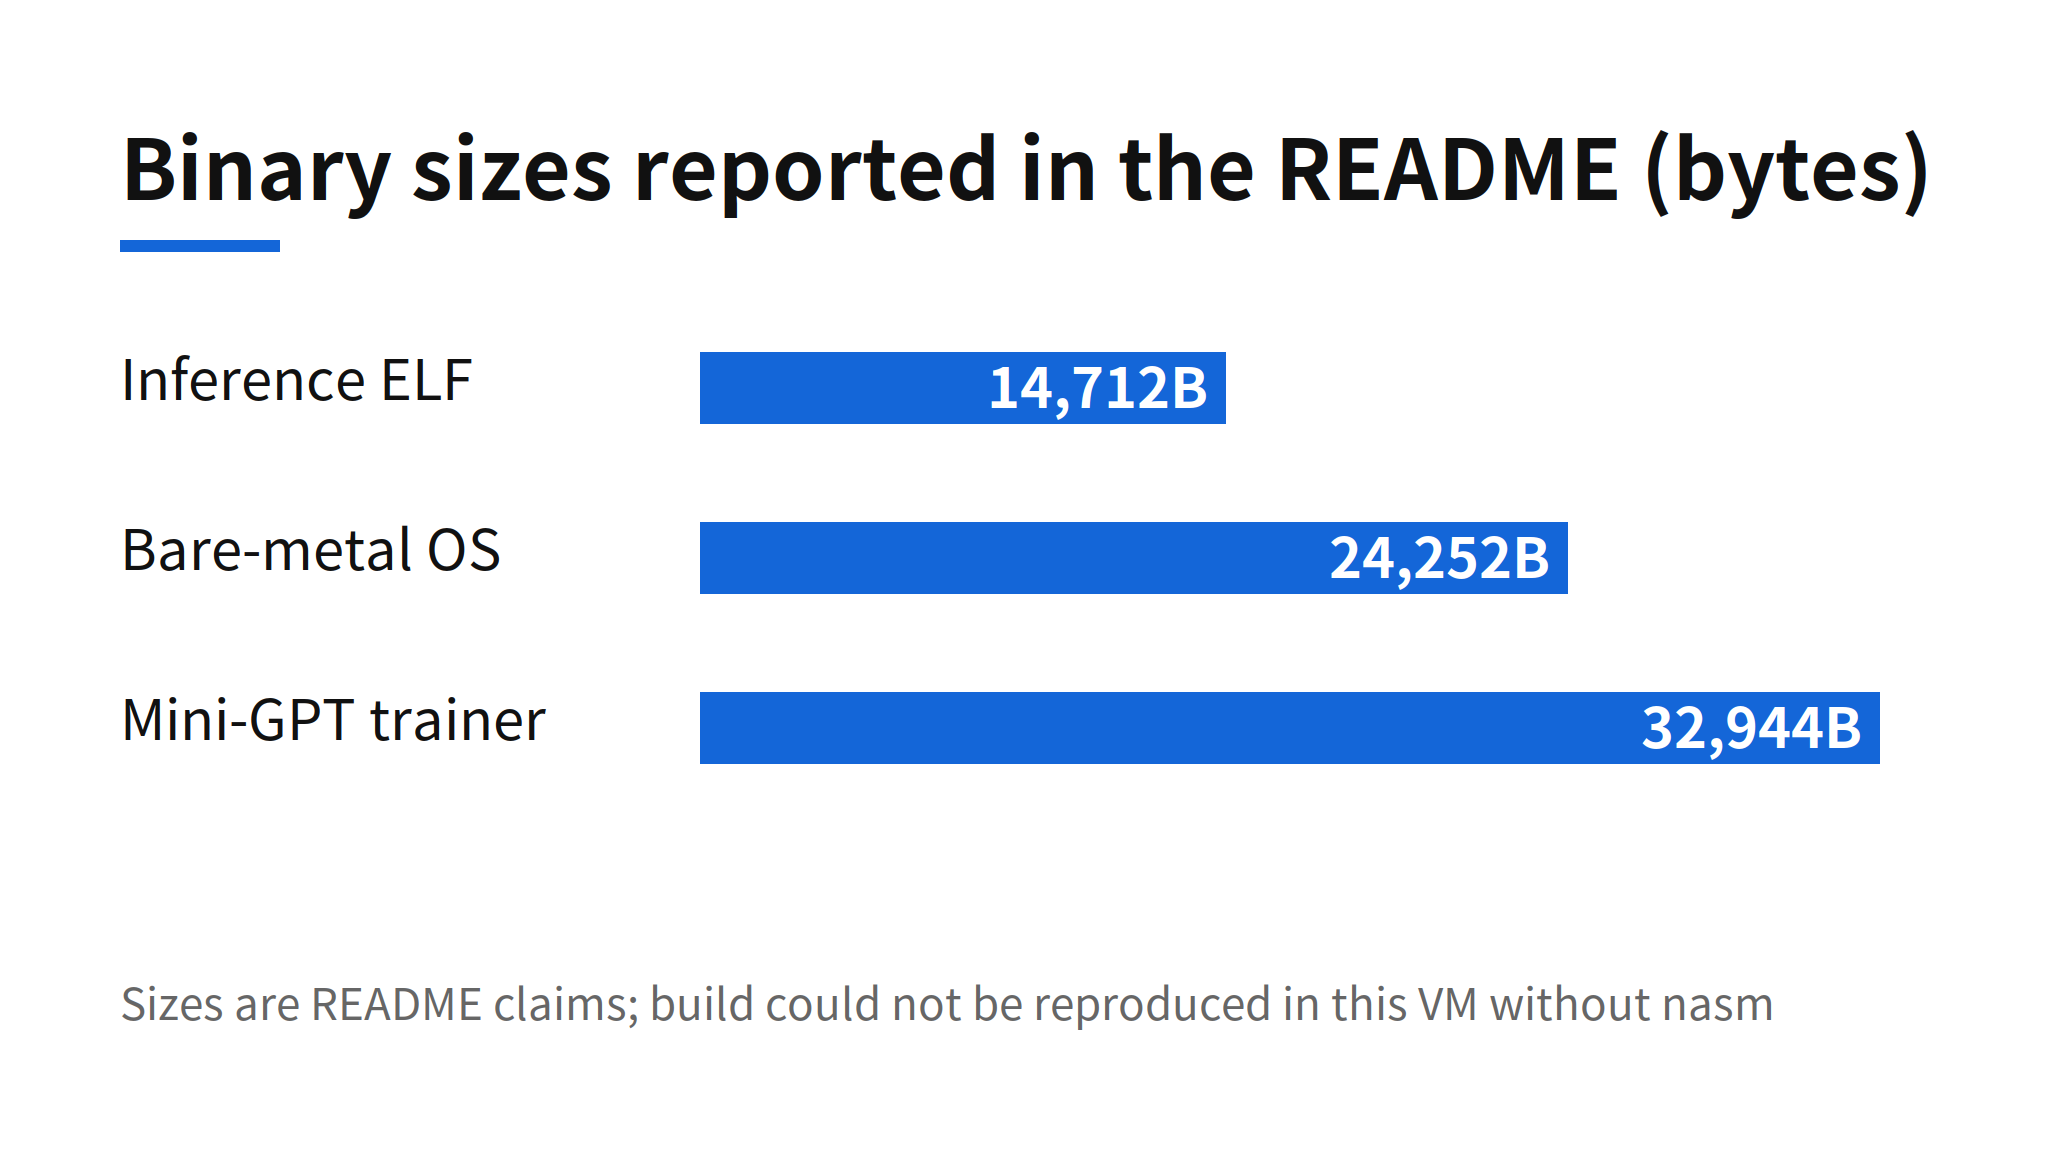 Binary sizes reported in the README (bytes)
Inference ELF
14,712B
Bare-metal OS
24,252B
Mini-GPT trainer
32,944B
Sizes are README claims; build could not be reproduced in this VM without nasm